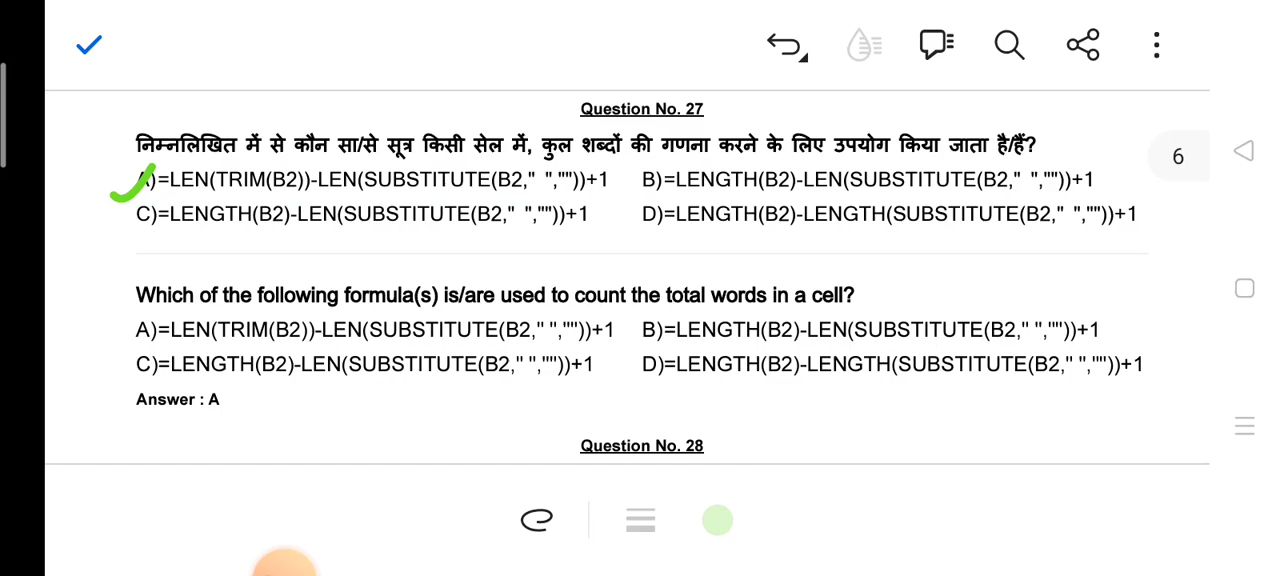 Question No. 27
निम्नलिखित में से कौन सा/से सूत्र किसी सेल में, कुल शब्दों की गणना करने के लिए उपयोग किया जाता है/हैं?
6
A)=LEN(TRIM(B2))-LEN(SUBSTITUTE(B2," ",""))+1 B)=LENGTH(B2)-LEN(SUBSTITUTE(B2," ",""))+1
C)=LENGTH(B2)-LEN(SUBSTITUTE(B2," ",""))+1 D)=LENGTH(B2)-LENGTH(SUBSTITUTE(B2," ",""))+1
Which of the following formula(s) is/are used to count the total words in a cell?
A)=LEN(TRIM(B2))-LEN(SUBSTITUTE(B2," ",""))+1 B)=LENGTH(B2)-LEN(SUBSTITUTE(B2," ",""))+1
C)=LENGTH(B2)-LEN(SUBSTITUTE(B2," ",""))+1 D)=LENGTH(B2)-LENGTH(SUBSTITUTE(B2," ",""))+1
Answer : A
Question No. 28